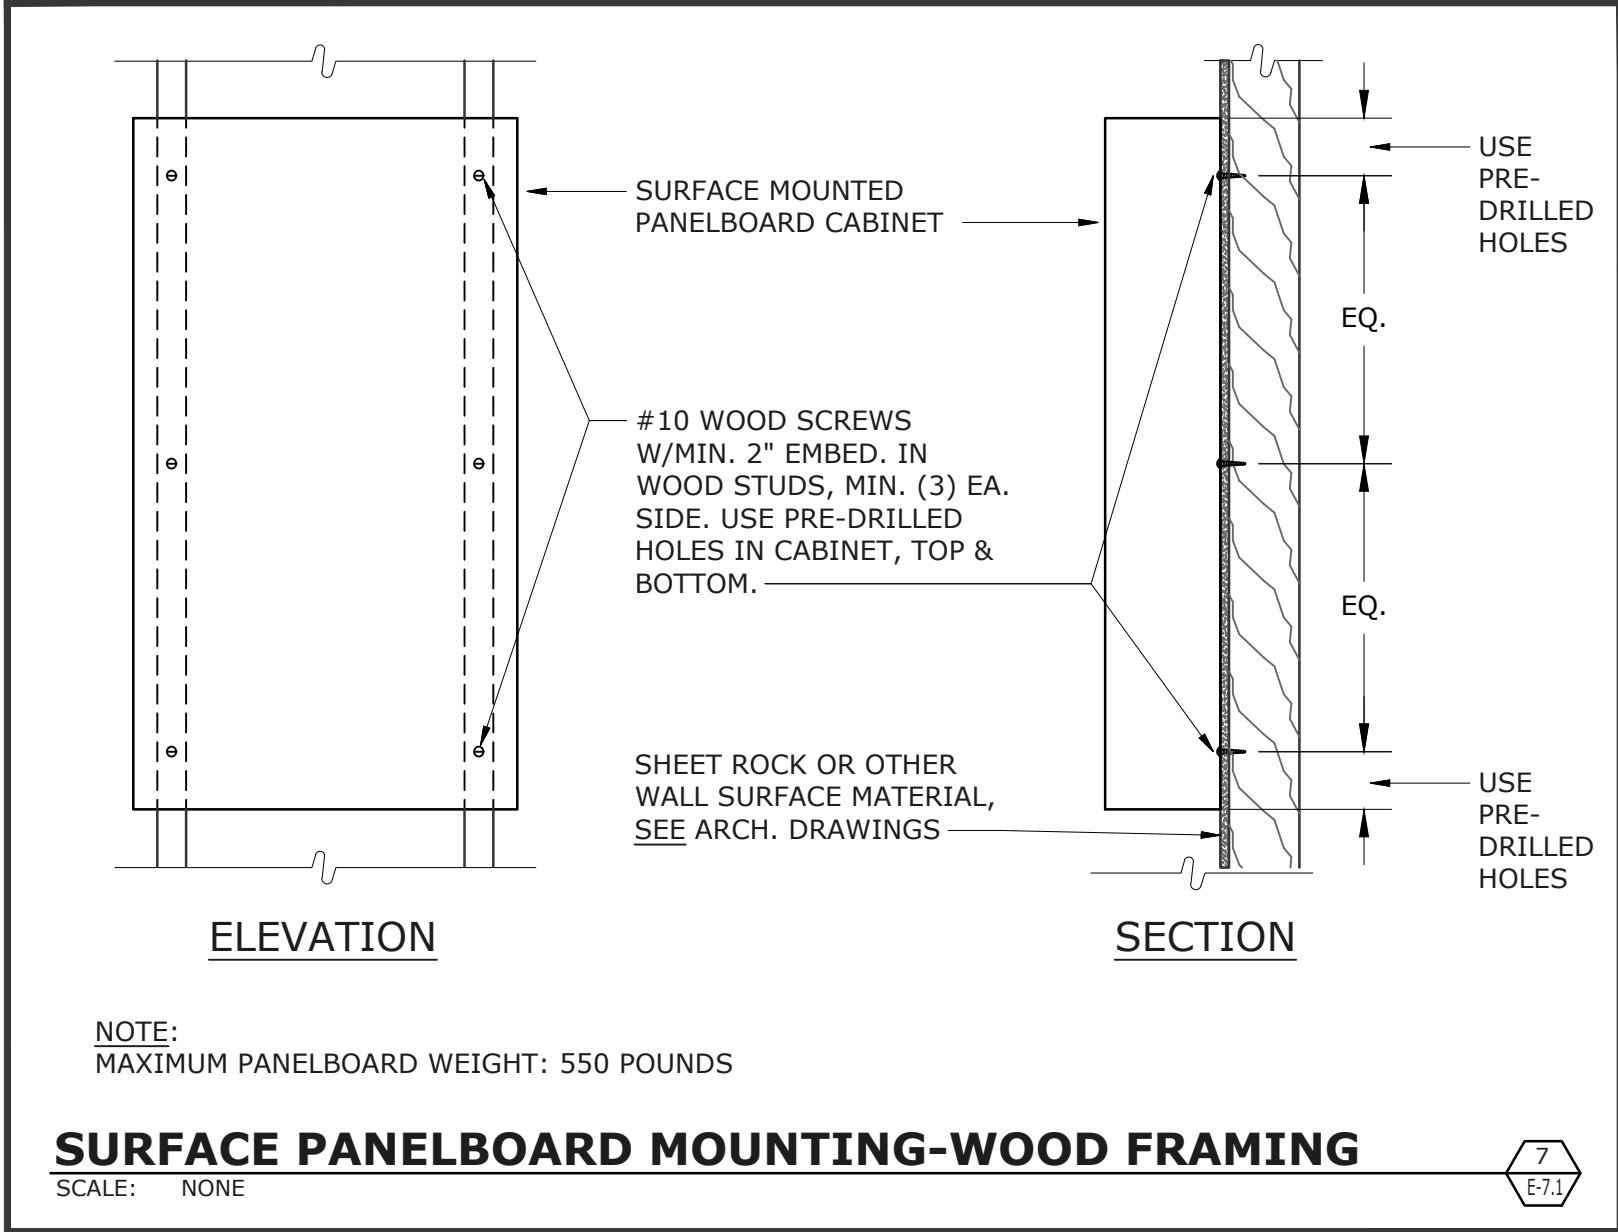 SURFACE MOUNTED
PANELBOARD CABINET
USE
PRE-
DRILLED
HOLES
EQ.
#10 WOOD SCREWS
W/MIN. 2" EMBED. IN
WOOD STUDS, MIN. (3) EA.
SIDE. USE PRE-DRILLED
HOLES IN CABINET, TOP &
BOTTOM.
EQ.
SHEET ROCK OR OTHER
WALL SURFACE MATERIAL,
SEE ARCH. DRAWINGS
USE
PRE-
DRILLED
HOLES
ELEVATION
SECTION
NOTE:
MAXIMUM PANELBOARD WEIGHT: 550 POUNDS
SURFACE PANELBOARD MOUNTING-WOOD FRAMING
SCALE: NONE
7
E-7.1